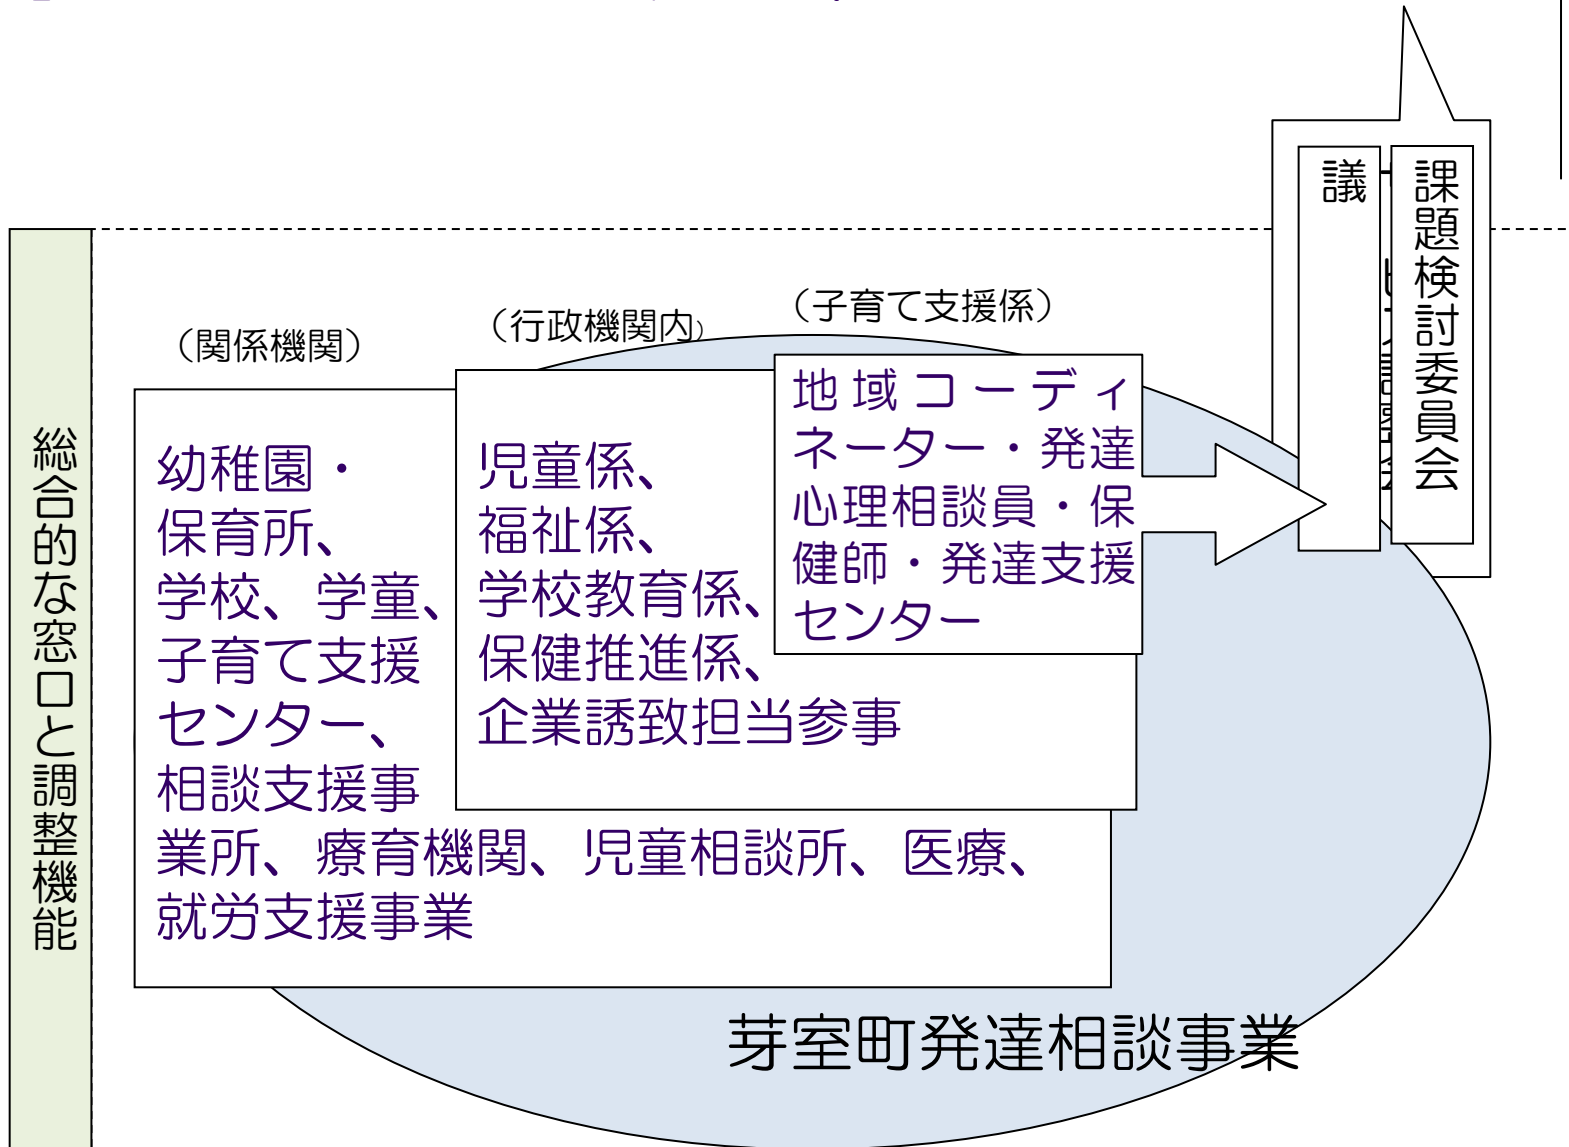 課題検討委員会
議
総合的な窓口と調整機能
（関係機関）
（行政機関内）
（子育て支援係）
幼稚園・
保育所、
学校、学童、
子育て支援
センター、
相談支援事
業所、療育機関、児童相談所、医療、
就労支援事業
児童係、
福祉係、
学校教育係、
保健推進係、
企業誘致担当参事
地域コーディ
ネーター・発達
心理相談員・保
健師・発達支援
センター
芽室町発達相談事業